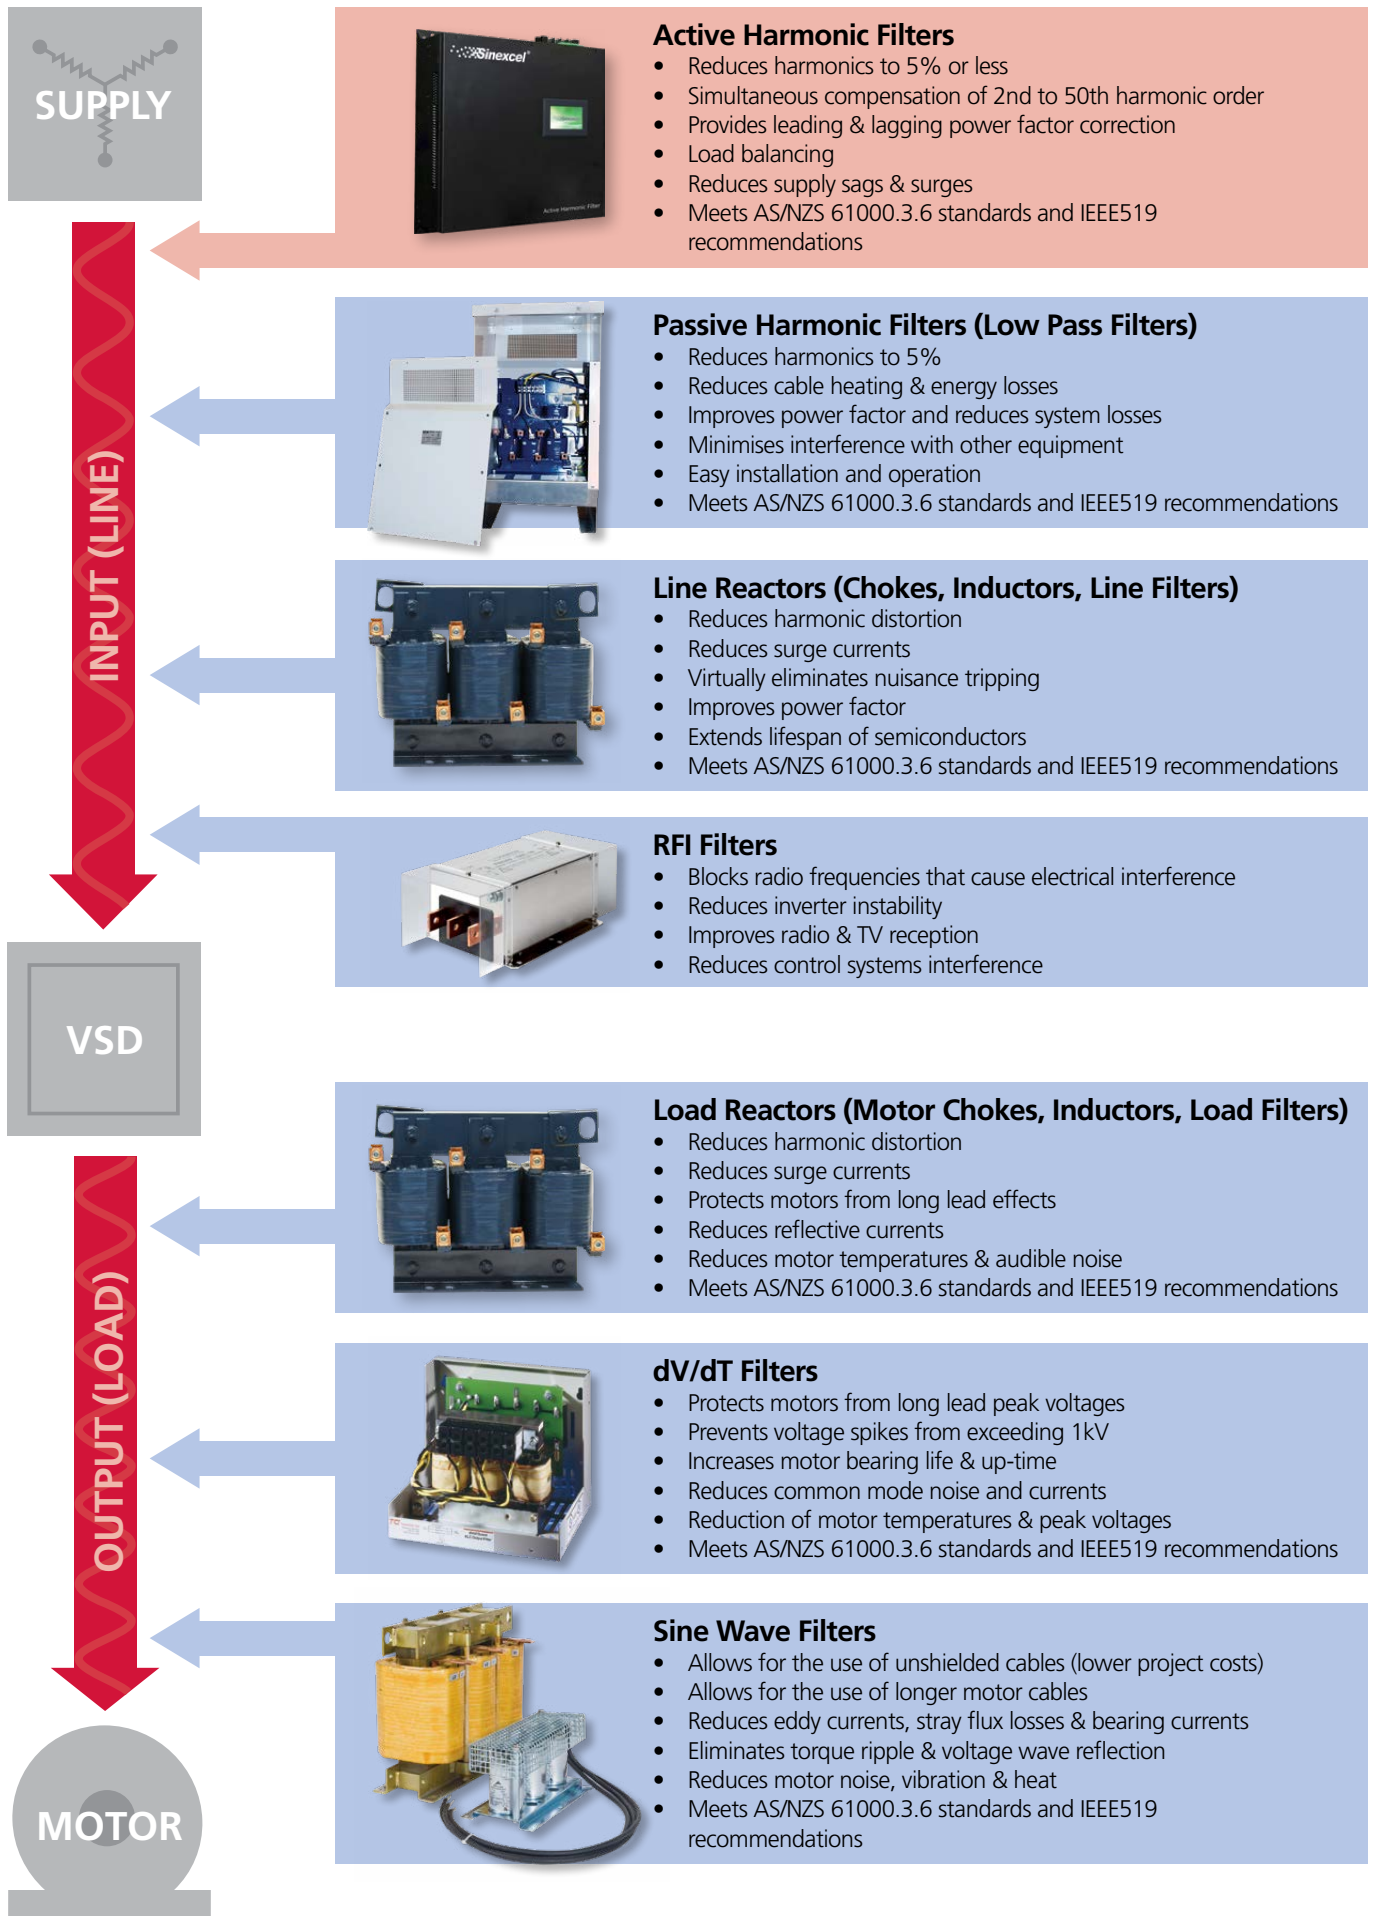 SUPPLY
Sinexcel
Active Harmonic Filter
Active Harmonic Filters
• Reduces harmonics to 5% or less
• Simultaneous compensation of 2nd to 50th harmonic order
• Provides leading & lagging power factor correction
• Load balancing
• Reduces supply sags & surges
• Meets AS/NZS 61000.3.6 standards and IEEE519
recommendations
INPUT (LINE)
Passive Harmonic Filters (Low Pass Filters)
• Reduces harmonics to 5%
• Reduces cable heating & energy losses
• Improves power factor and reduces system losses
• Minimises interference with other equipment
• Easy installation and operation
• Meets AS/NZS 61000.3.6 standards and IEEE519 recommendations
Line Reactors (Chokes, Inductors, Line Filters)
• Reduces harmonic distortion
• Reduces surge currents
• Virtually eliminates nuisance tripping
• Improves power factor
• Extends lifespan of semiconductors
• Meets AS/NZS 61000.3.6 standards and IEEE519 recommendations
RFI Filters
• Blocks radio frequencies that cause electrical interference
• Reduces inverter instability
• Improves radio & TV reception
• Reduces control systems interference
VSD
Load Reactors (Motor Chokes, Inductors, Load Filters)
• Reduces harmonic distortion
• Reduces surge currents
• Protects motors from long lead effects
• Reduces reflective currents
• Reduces motor temperatures & audible noise
• Meets AS/NZS 61000.3.6 standards and IEEE519 recommendations
OUTPUT (LOAD)
dV/dT Filters
• Protects motors from long lead peak voltages
• Prevents voltage spikes from exceeding 1kV
• Increases motor bearing life & up-time
• Reduces common mode noise and currents
• Reduction of motor temperatures & peak voltages
• Meets AS/NZS 61000.3.6 standards and IEEE519 recommendations
Sine Wave Filters
• Allows for the use of unshielded cables (lower project costs)
• Allows for the use of longer motor cables
• Reduces eddy currents, stray flux losses & bearing currents
• Eliminates torque ripple & voltage wave reflection
• Reduces motor noise, vibration & heat
• Meets AS/NZS 61000.3.6 standards and IEEE519
recommendations
MOTOR